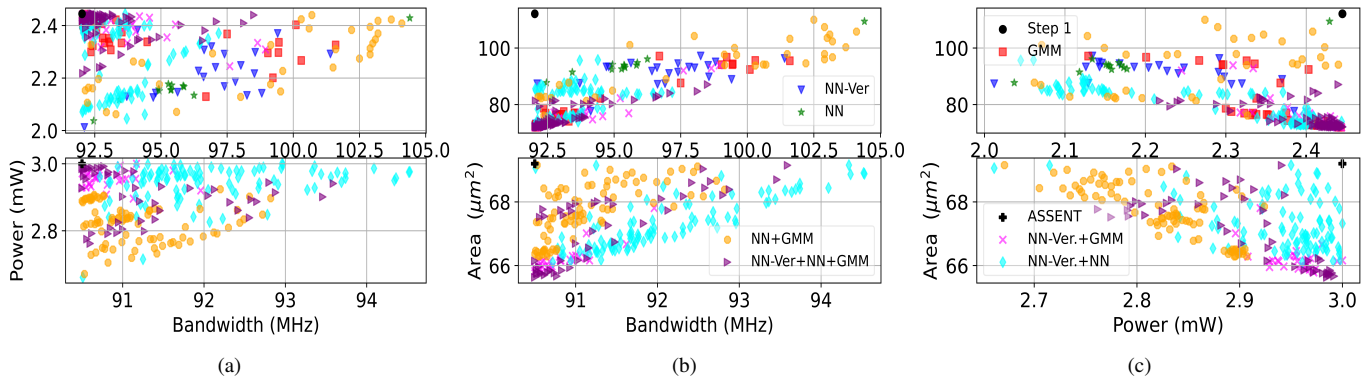 2.4
2.2
2.0
92.5
95.0
97.5
100.0
102.5
105.0
3.0
2.8
Power (mW)
91
92
93
94
Bandwidth (MHz)
(a)
100
80
NN-Ver
NN
92.5
95.0
97.5
100.0
102.5
105.0
68
66
Area (μm²)
NN+GMM
NN-Ver+NN+GMM
91
92
93
94
Bandwidth (MHz)
(b)
100
80
Step 1
GMM
2.0
2.1
2.2
2.3
2.4
68
66
Area (μm²)
ASSENT
NN-Ver.+GMM
NN-Ver.+NN
2.7
2.8
2.9
3.0
Power (mW)
(c)